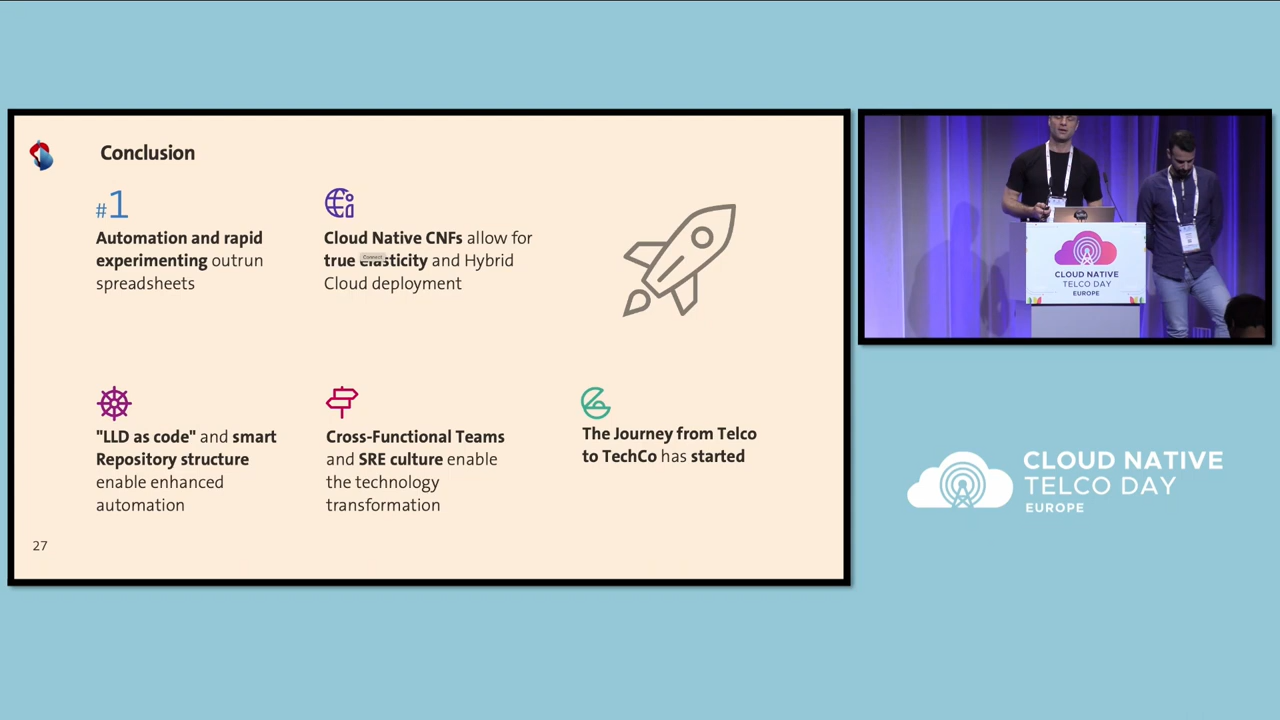 Conclusion
#1
Automation and rapid
experimenting outrun
spreadsheets
Cloud Native CNFs allow for
true elasticity and Hybrid
Cloud deployment
Connect
"LLD as code" and smart
Repository structure
enable enhanced
automation
Cross-Functional Teams
and SRE culture enable
the technology
transformation
The Journey from Telco
to TechCo has started
27
CLOUD NATIVE
TELCO DAY
EUROPE
CLOUD NATIVE
TELCO DAY
EUROPE